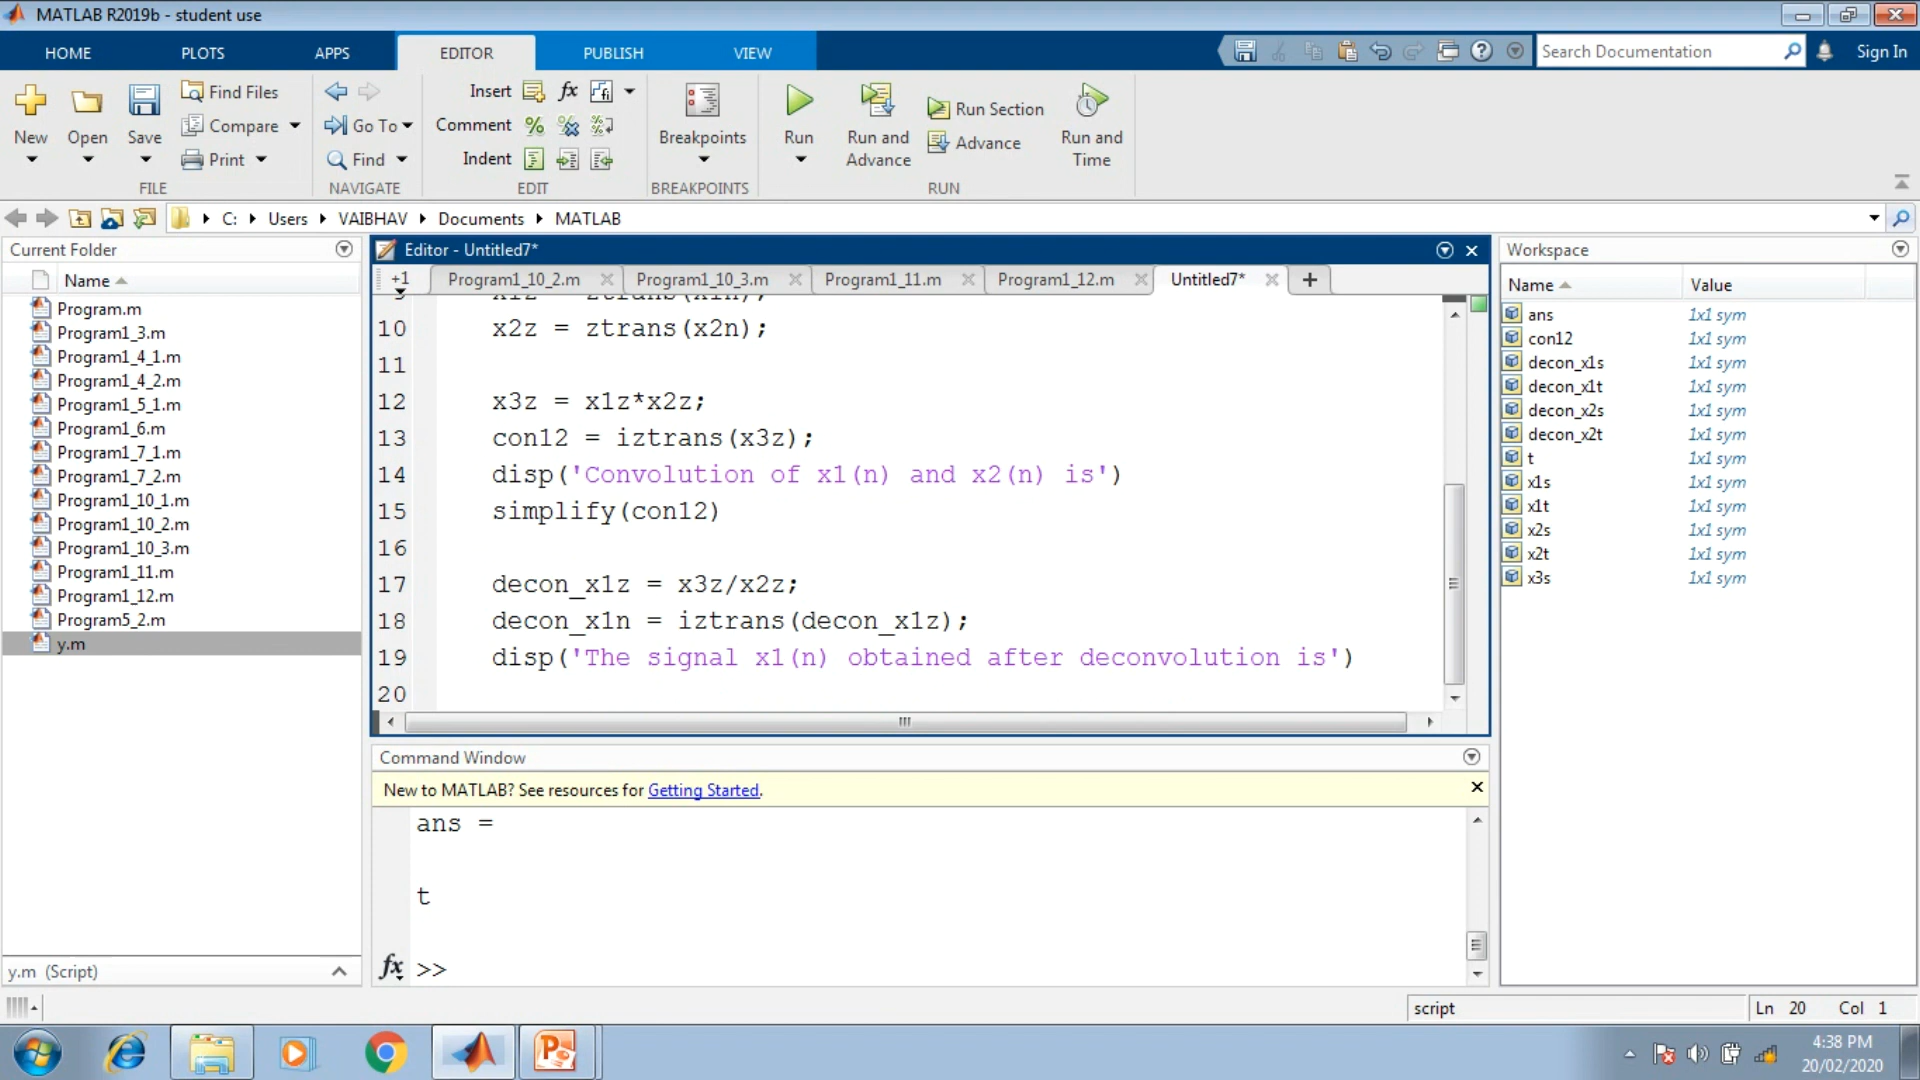 MATLAB R2019b - student use
HOME PLOTS APPS EDITOR PUBLISH VIEW
Search Documentation
Sign In
New
Open
Save
Find Files
Compare
Print
FILE
Go To
Find
NAVIGATE
Insert
fx
Comment
Indent
EDIT
Breakpoints
BREAKPOINTS
Run
Run and Advance
Run Section
Advance
Run and Time
RUN
C: Users VAIBHAV Documents MATLAB
Current Folder
Name
Program.m
Program1_3.m
Program1_4_1.m
Program1_4_2.m
Program1_5_1.m
Program1_6.m
Program1_7_1.m
Program1_7_2.m
Program1_10_1.m
Program1_10_2.m
Program1_10_3.m
Program1_11.m
Program1_12.m
Program5_2.m
y.m
y.m (Script)
Editor - Untitled7*
+1 Program1_10_2.m Program1_10_3.m Program1_11.m Program1_12.m Untitled7* +
9 x1z = ztrans(x1n);
10 x2z = ztrans(x2n);
11
12 x3z = x1z*x2z;
13 con12 = iztrans(x3z);
14 disp('Convolution of x1(n) and x2(n) is')
15 simplify(con12)
16
17 decon_x1z = x3z/x2z;
18 decon_x1n = iztrans(decon_x1z);
19 disp('The signal x1(n) obtained after deconvolution is')
20
Command Window
New to MATLAB? See resources for Getting Started.
ans =
t
fx >>
Workspace
Name Value
ans 1x1 sym
con12 1x1 sym
decon_x1s 1x1 sym
decon_x1t 1x1 sym
decon_x2s 1x1 sym
decon_x2t 1x1 sym
t 1x1 sym
x1s 1x1 sym
x1t 1x1 sym
x2s 1x1 sym
x2t 1x1 sym
x3s 1x1 sym
script
Ln 20 Col 1
4:38 PM
20/02/2020